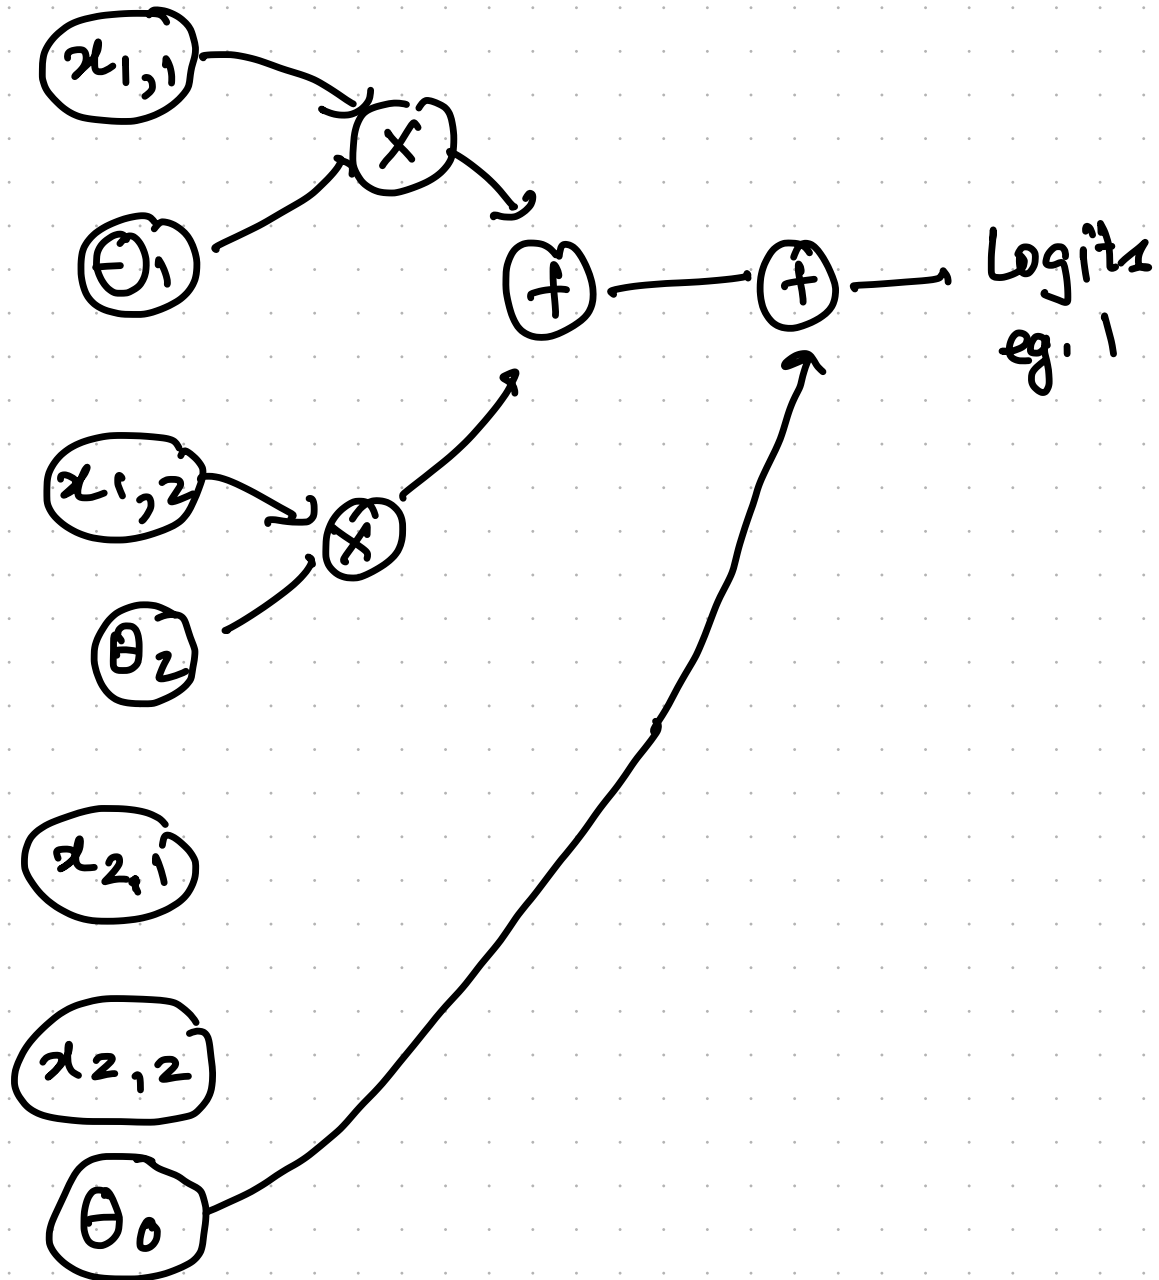 x1,1
×
θ1
+
+
Logits
eg. 1
x1,2
×
θ2
x2,1
x2,2
θ0